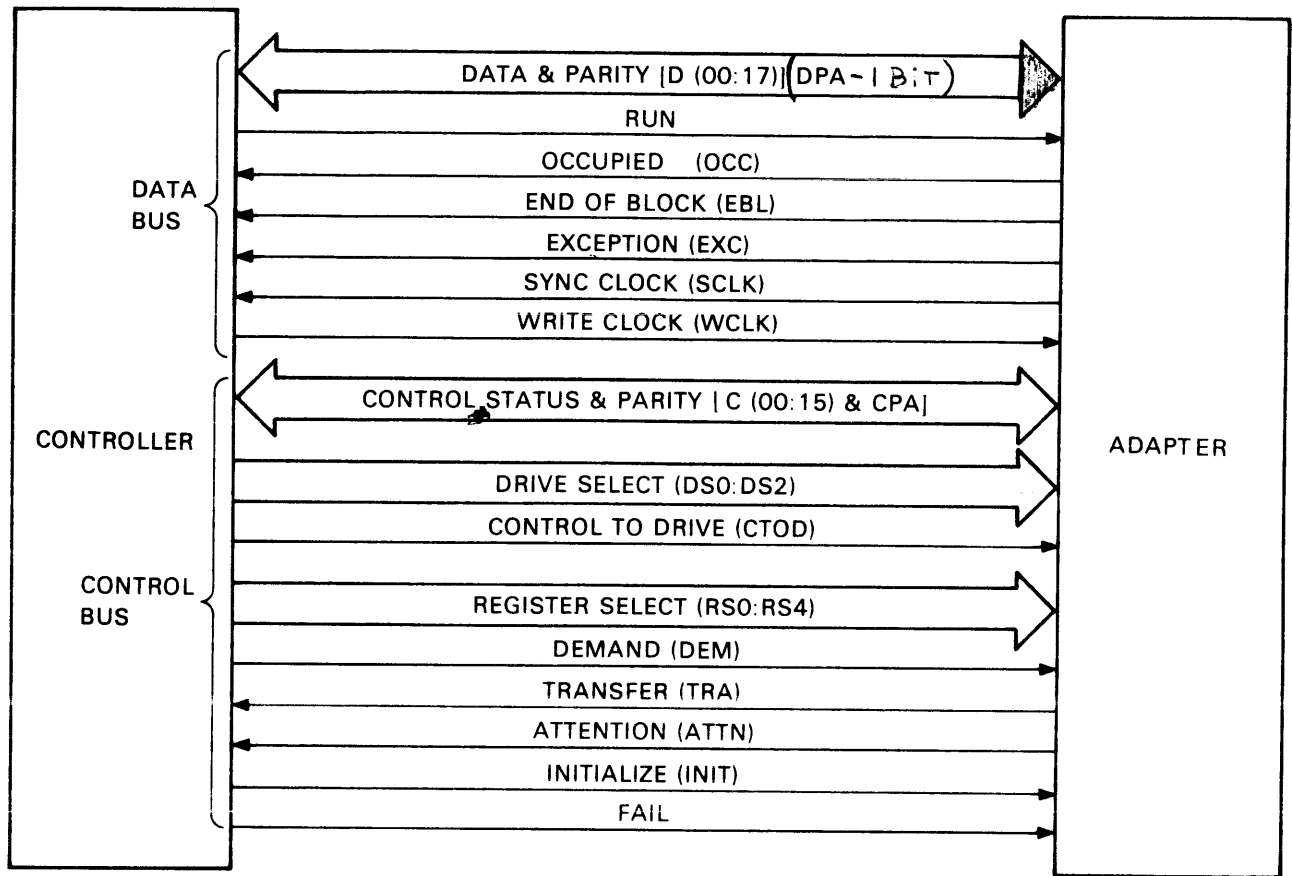 DATA & PARITY [D (00:17)] (DPA-1 BiT)
RUN
OCCUPIED (OCC)
DATA
BUS
END OF BLOCK (EBL)
EXCEPTION (EXC)
SYNC CLOCK (SCLK)
WRITE CLOCK (WCLK)
CONTROL STATUS & PARITY [C (00:15) & CPA]
CONTROLLER
ADAPTER
DRIVE SELECT (DS0:DS2)
CONTROL TO DRIVE (CTOD)
CONTROL
BUS
REGISTER SELECT (RS0:RS4)
DEMAND (DEM)
TRANSFER (TRA)
ATTENTION (ATTN)
INITIALIZE (INIT)
FAIL